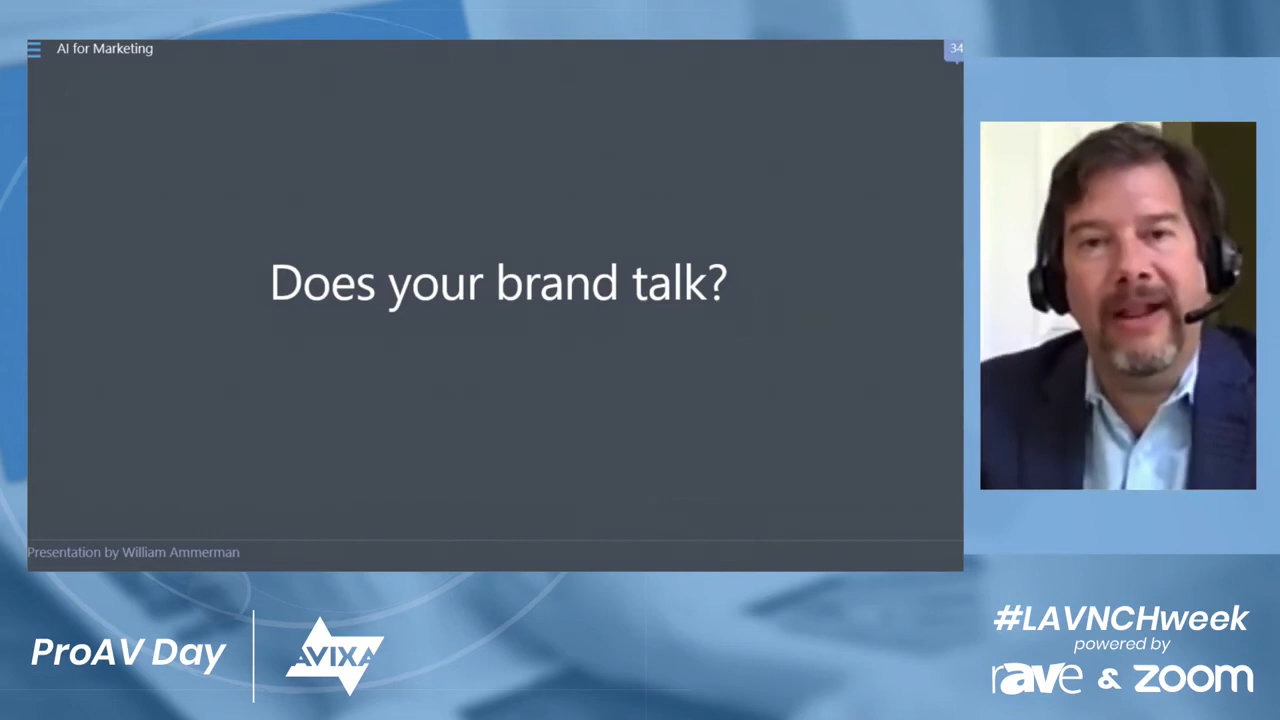 AI for Marketing
34
Does your brand talk?
Presentation by William Ammerman
ProAV Day
AVIXA
#LAVNCHweek
powered by
rAVe & zoom